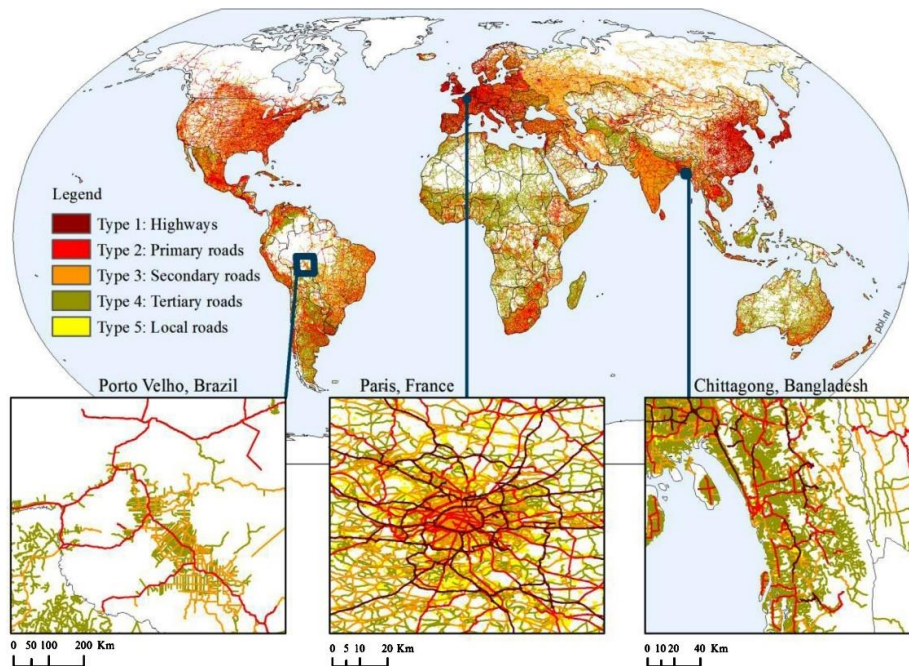 Legend
Type 1: Highways
Type 2: Primary roads
Type 3: Secondary roads
Type 4: Tertiary roads
Type 5: Local roads
pbl.nl
Porto Velho, Brazil
Paris, France
Chittagong, Bangladesh
0 50 100 200 Km
0 5 10 20 Km
0 10 20 40 Km